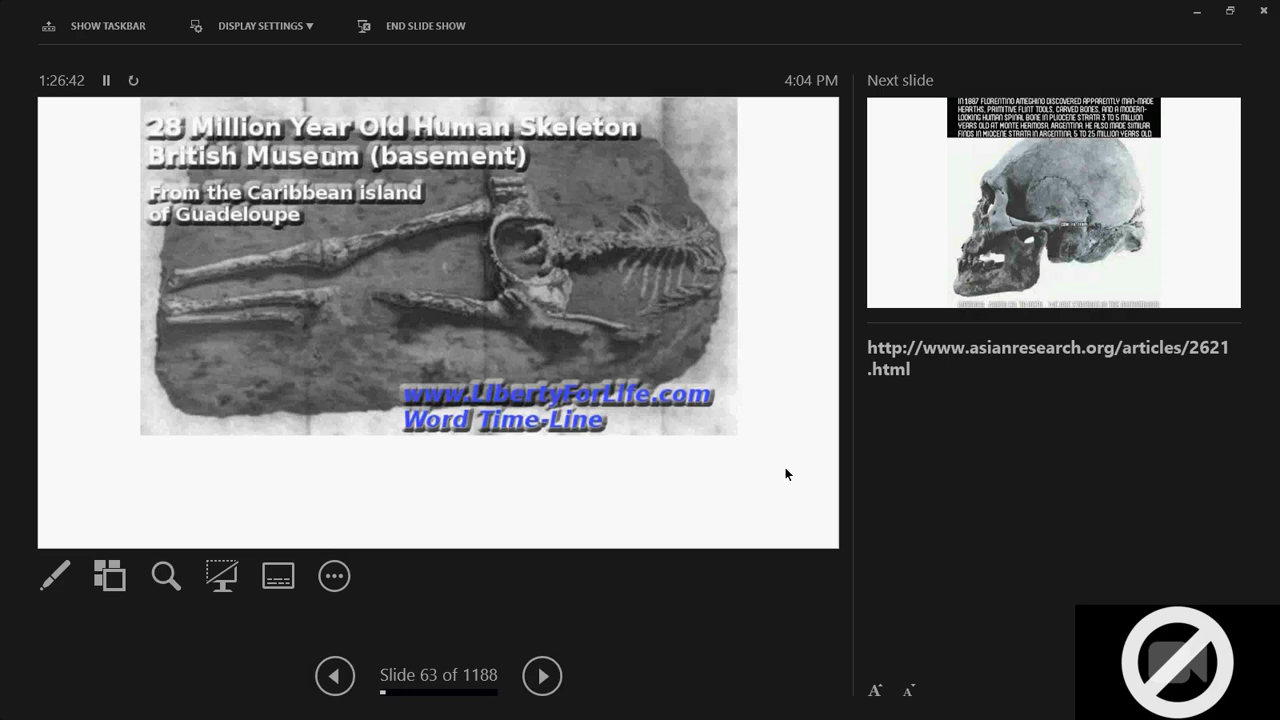 SHOW TASKBAR
DISPLAY SETTINGS ▼
END SLIDE SHOW
1:26:42
4:04 PM
28 Million Year Old Human Skeleton
British Museum (basement)
From the Caribbean island
of Guadeloupe
www.LibertyForLife.com
Word Time-Line
Slide 63 of 1188
Next slide
IN 1887 FLORENTINO AMEGHINO DISCOVERED APPARENTLY MAN-MADE
HEARTHS, PRIMITIVE FLINT TOOLS, CARVED BONES, AND A MODERN-
LOOKING HUMAN SPINAL BONE IN PLIOCENE STRATA 3 TO 5 MILLION
YEARS OLD AT MONTE HERMOSA, ARGENTINA. HE ALSO MADE SIMILAR
FINDS IN MIOCENE STRATA IN ARGENTINA, 5 TO 25 MILLION YEARS OLD.
http://www.asianresearch.org/articles/2621
.html
A A